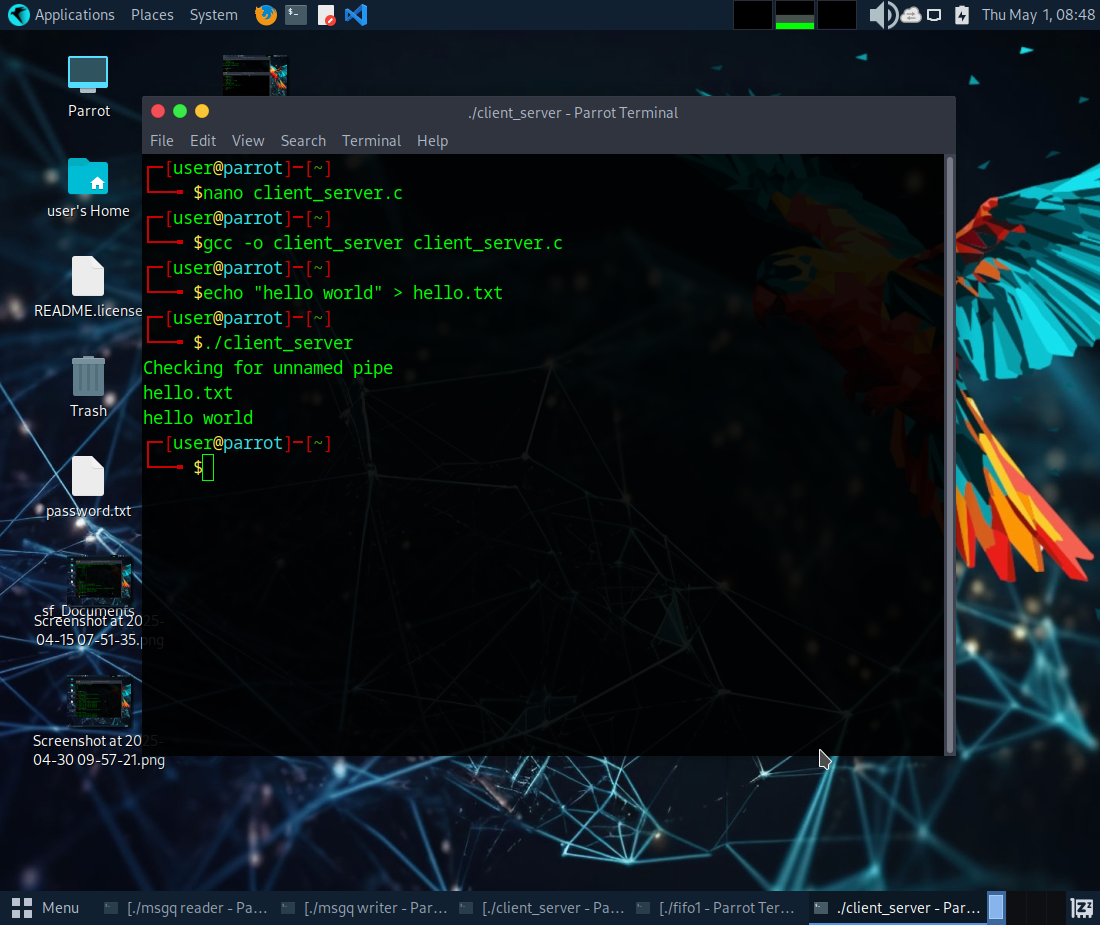 Applications Places System
Thu May 1, 08:48
Parrot
user's Home
README.license
Trash
password.txt
sf_Documents
Screenshot at 2025-
04-15 07-51-35.png
Screenshot at 2025-
04-30 09-57-21.png
./client_server - Parrot Terminal
File Edit View Search Terminal Help
┌─[user@parrot]─[~]
└──╼ $nano client_server.c
┌─[user@parrot]─[~]
└──╼ $gcc -o client_server client_server.c
┌─[user@parrot]─[~]
└──╼ $echo "hello world" > hello.txt
┌─[user@parrot]─[~]
└──╼ $./client_server
Checking for unnamed pipe
hello.txt
hello world
┌─[user@parrot]─[~]
└──╼ $
Menu [./msgq reader - Pa... [./msgq writer - Par... [./client_server - Pa... [./fifo1 - Parrot Ter... ./client_server - Par...